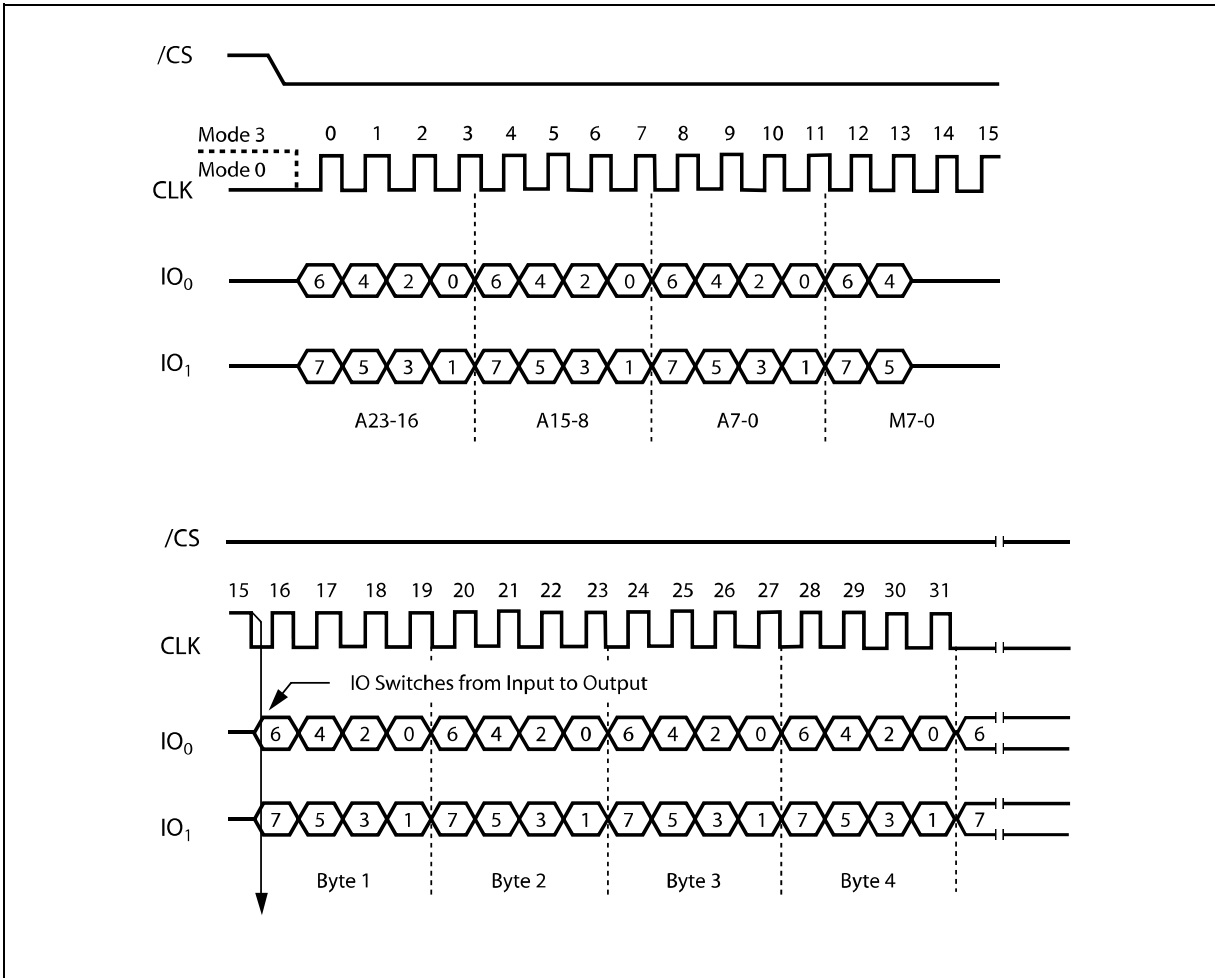 /CS
Mode 3
0 1 2 3 4 5 6 7 8 9 10 11 12 13 14 15
Mode 0
CLK
IO0 6 4 2 0 6 4 2 0 6 4 2 0 6 4
IO1 7 5 3 1 7 5 3 1 7 5 3 1 7 5
A23-16 A15-8 A7-0 M7-0
/CS
15 16 17 18 19 20 21 22 23 24 25 26 27 28 29 30 31
CLK
IO Switches from Input to Output
IO0 6 4 2 0 6 4 2 0 6 4 2 0 6 4 2 0 6
IO1 7 5 3 1 7 5 3 1 7 5 3 1 7 5 3 1 7
Byte 1 Byte 2 Byte 3 Byte 4